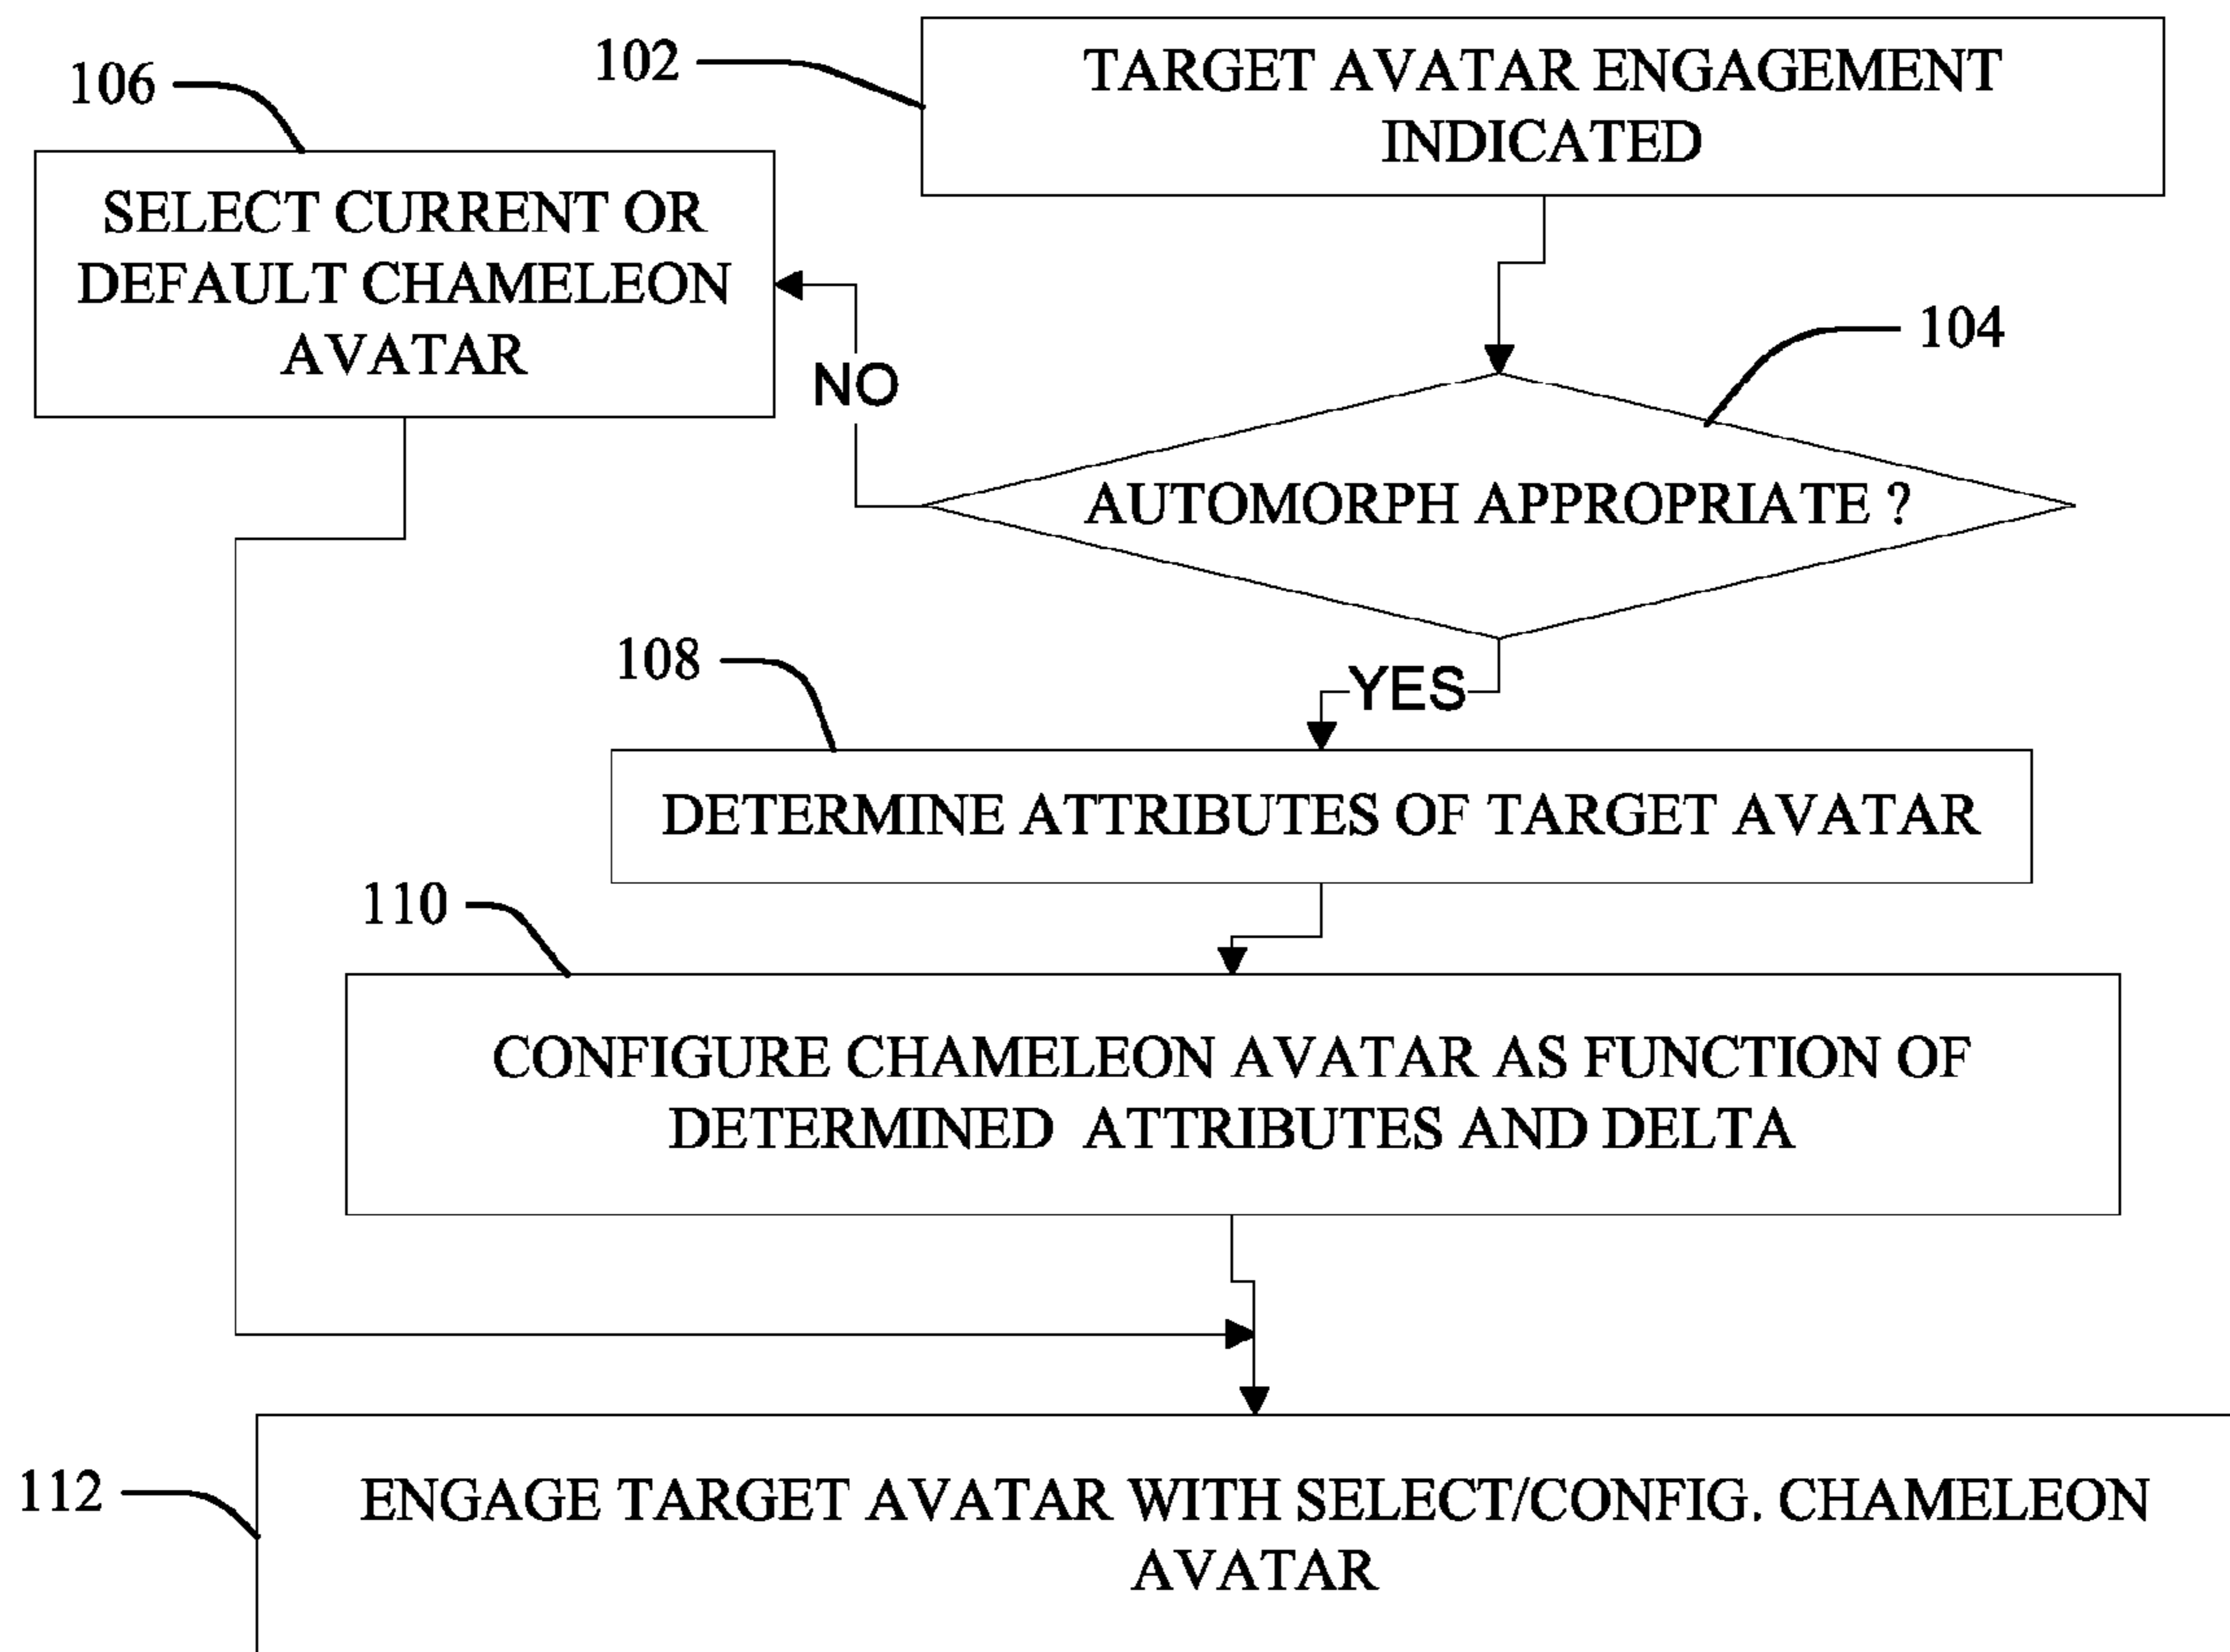 102
TARGET AVATAR ENGAGEMENT
INDICATED
106
SELECT CURRENT OR
DEFAULT CHAMELEON
AVATAR
NO
104
AUTOMORPH APPROPRIATE ?
YES
108
DETERMINE ATTRIBUTES OF TARGET AVATAR
110
CONFIGURE CHAMELEON AVATAR AS FUNCTION OF
DETERMINED ATTRIBUTES AND DELTA
112
ENGAGE TARGET AVATAR WITH SELECT/CONFIG. CHAMELEON
AVATAR